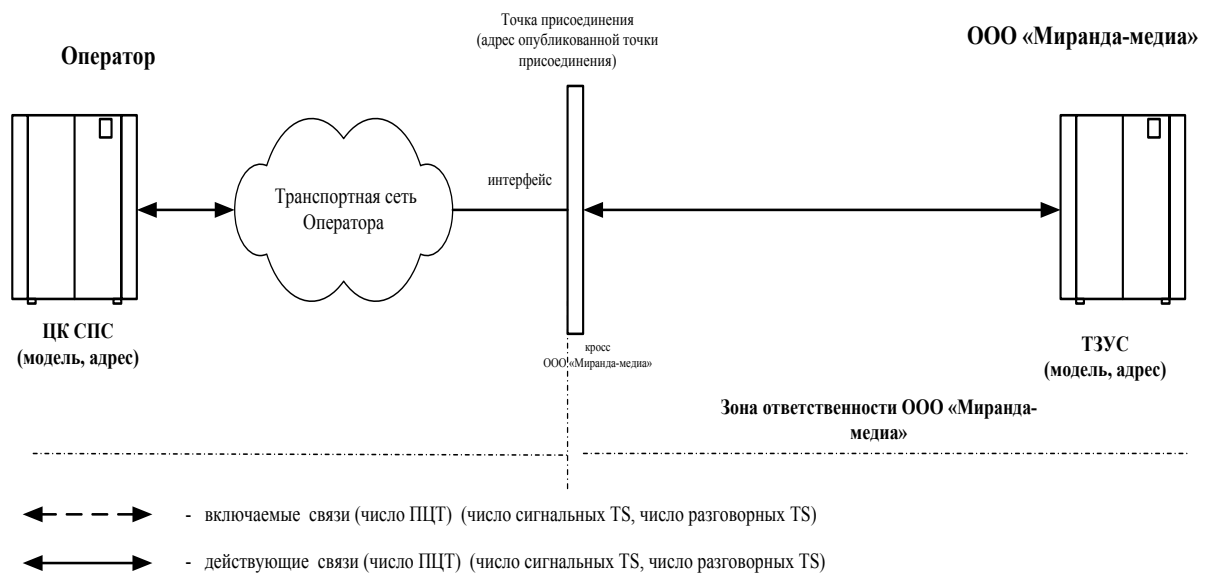 Точка присоединения
(адрес опубликованной точки
присоединения)
Оператор
ООО «Миранда-медиа»
интерфейс
Транспортная сеть
Оператора
ЦК СПС
(модель, адрес)
кросс
ООО «Миранда-медиа»
ТЗУС
(модель, адрес)
Зона ответственности ООО «Миранда-
медиа»
- включаемые связи (число ПЦТ) (число сигнальных TS, число разговорных TS)
- действующие связи (число ПЦТ) (число сигнальных TS, число разговорных TS)